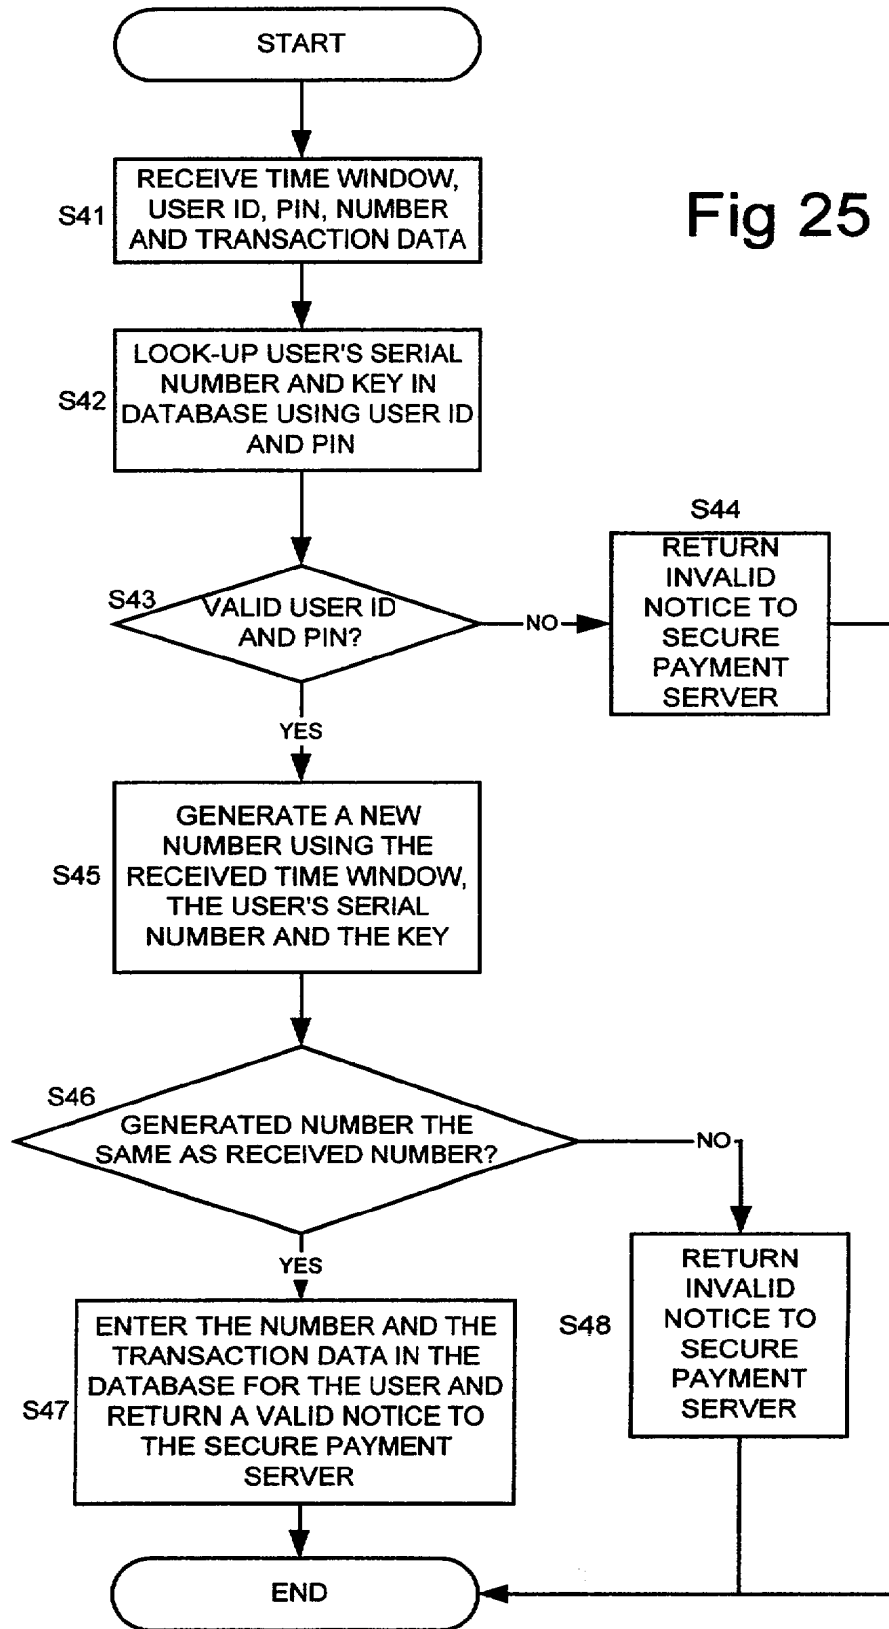 START
Fig 25
S41
RECEIVE TIME WINDOW,
USER ID, PIN, NUMBER
AND TRANSACTION DATA
S42
LOOK-UP USER'S SERIAL
NUMBER AND KEY IN
DATABASE USING USER ID
AND PIN
S43
VALID USER ID
AND PIN?
NO
S44
RETURN
INVALID
NOTICE TO
SECURE
PAYMENT
SERVER
YES
S45
GENERATE A NEW
NUMBER USING THE
RECEIVED TIME WINDOW,
THE USER'S SERIAL
NUMBER AND THE KEY
S46
GENERATED NUMBER THE
SAME AS RECEIVED NUMBER?
NO
YES
S47
ENTER THE NUMBER AND THE
TRANSACTION DATA IN THE
DATABASE FOR THE USER AND
RETURN A VALID NOTICE TO
THE SECURE PAYMENT
SERVER
S48
RETURN
INVALID
NOTICE TO
SECURE
PAYMENT
SERVER
END